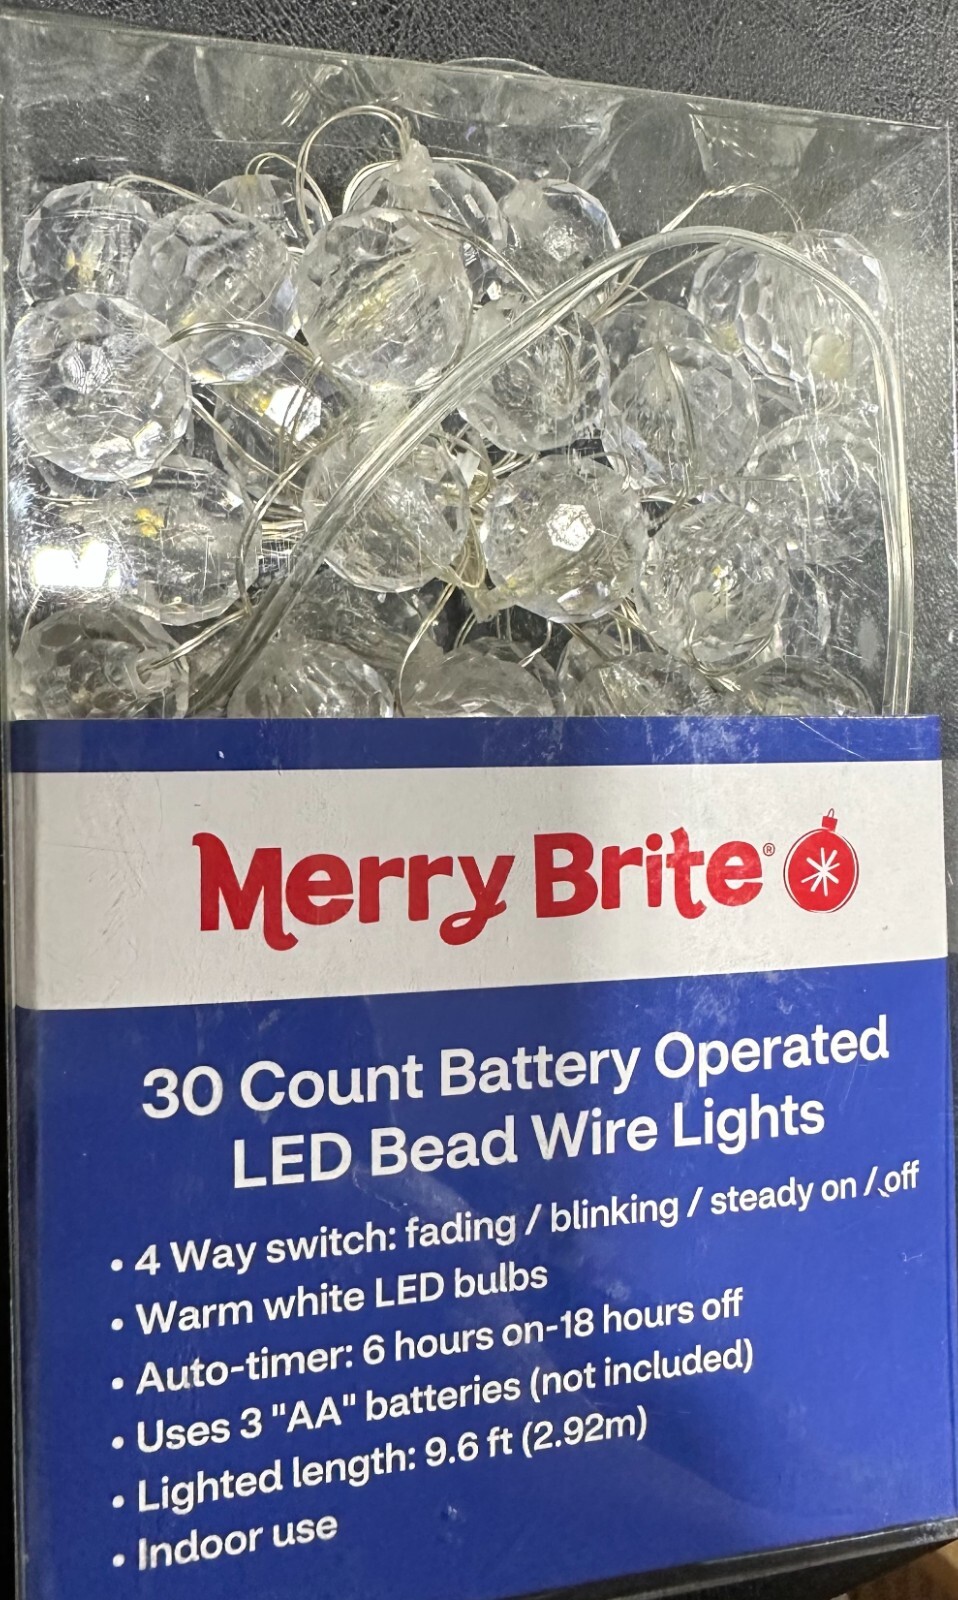 Merry Brite®
30 Count Battery Operated
LED Bead Wire Lights
• 4 Way switch: fading / blinking / steady on / off
• Warm white LED bulbs
• Auto-timer: 6 hours on-18 hours off
• Uses 3 "AA" batteries (not included)
• Lighted length: 9.6 ft (2.92m)
• Indoor use